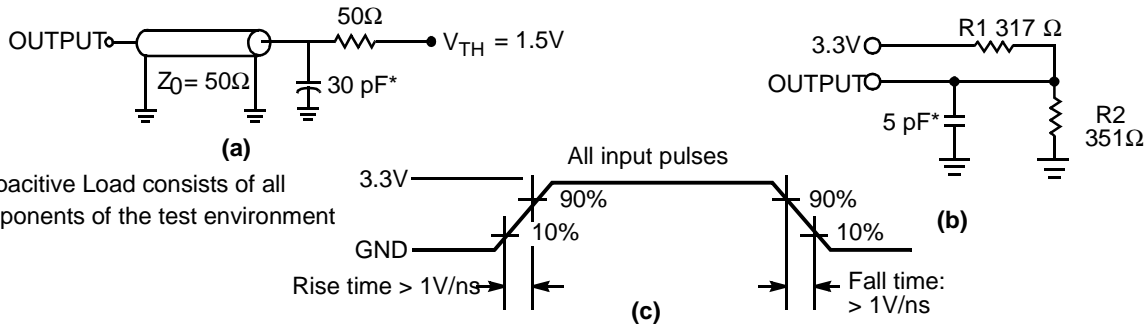 50Ω
OUTPUT
V_TH = 1.5V
Z0= 50Ω
30 pF*
(a)
3.3V
R1 317 Ω
OUTPUT
5 pF*
R2
351Ω
(b)
All input pulses
3.3V
90%
10%
GND
90%
10%
Rise time > 1V/ns
Fall time:
> 1V/ns
(c)
pacitive Load consists of all
ponents of the test environment